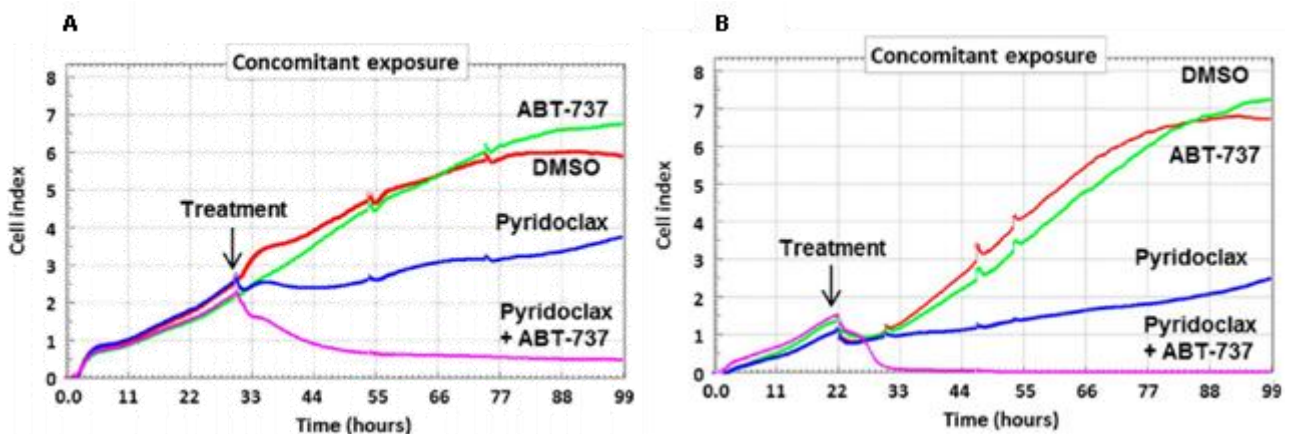 A
Concomitant exposure
Cell index
8
7
6
5
4
3
2
1
0
ABT-737
DMSO
Treatment
Pyridoclax
Pyridoclax
+ ABT-737
0.0 11 22 33 44 55 66 77 88 99
Time (hours)
B
Concomitant exposure
Cell index
8
7
6
5
4
3
2
1
0
DMSO
ABT-737
Treatment
Pyridoclax
Pyridoclax
+ ABT-737
0.0 11 22 33 44 55 66 77 88 99
Time (hours)